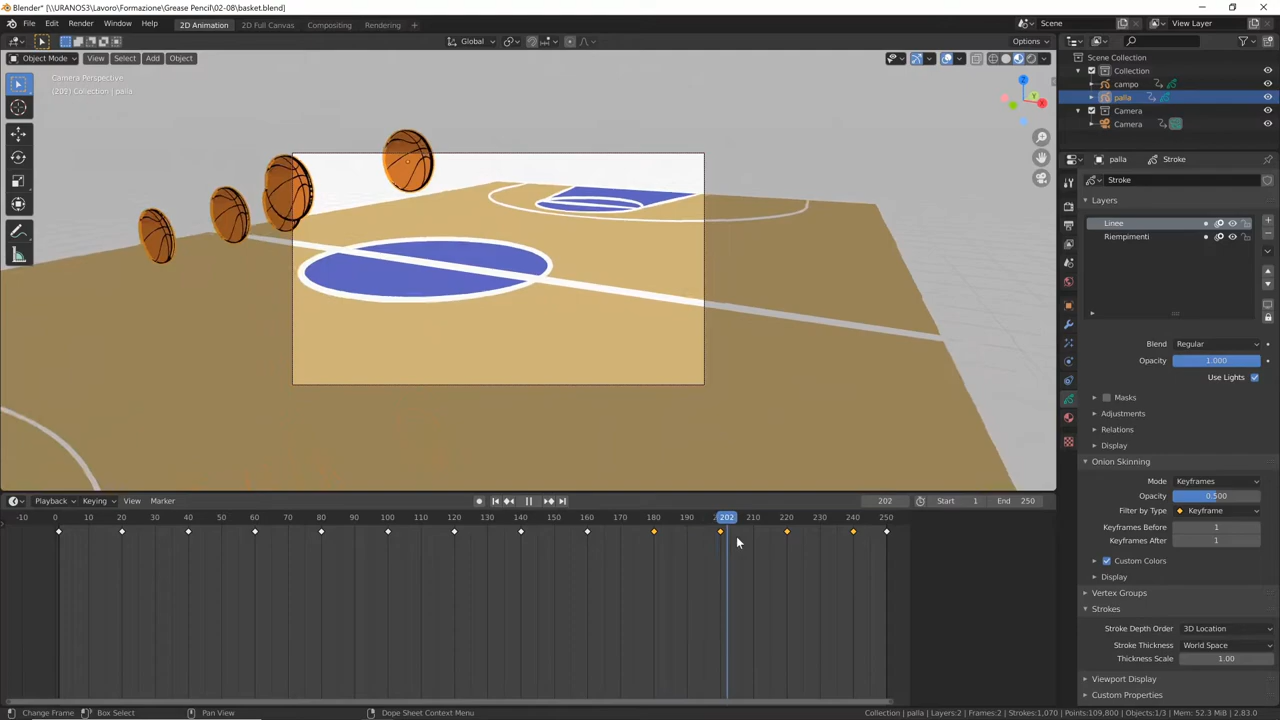 Blender* [\\URANOS3\Lavoro\Formazione\Grease Pencil\02-08\basket.blend]
File Edit Render Window Help 2D Animation 2D Full Canvas Compositing Rendering Scene View Layer
Global Options
Object Mode View Select Add Object
Camera Perspective
(202) Collection | palla
Z
Y
X
Scene Collection
Collection
campo
palla
Camera
Camera
palla Stroke
Stroke
Layers
Linee
Riempimenti
Blend Regular
Opacity 1.000
Use Lights
Masks
Adjustments
Relations
Display
Onion Skinning
Mode Keyframes
Opacity 0.500
Filter by Type Keyframe
Keyframes Before 1
Keyframes After 1
Custom Colors
Display
Vertex Groups
Strokes
Stroke Depth Order 3D Location
Stroke Thickness World Space
Thickness Scale 1.00
Viewport Display
Custom Properties
Playback Keying View Marker 202 Start 1 End 250
-10 0 10 20 30 40 50 60 70 80 90 100 110 120 130 140 150 160 170 180 190 202 210 220 230 240 250
Change Frame Box Select Pan View Dope Sheet Context Menu Collection | palla | Layers:2 | Frames:2 | Strokes:1,070 | Points:109,800 | Objects:1/3 | Mem: 52.3 MiB | 2.83.0